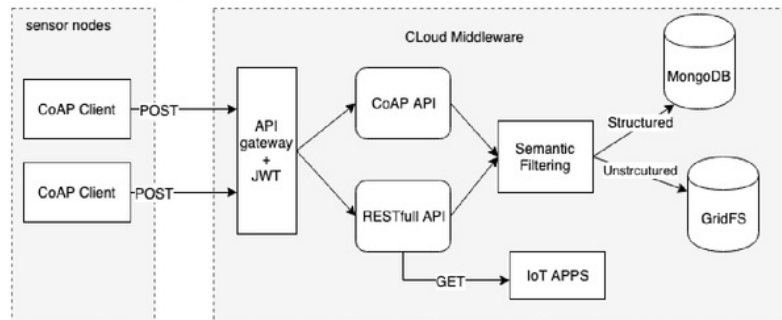 sensor nodes
CLoud Middleware
CoAP Client
POST
CoAP Client
POST
API
gateway
+
JWT
CoAP API
RESTfull API
GET
IoT APPS
Semantic
Filtering
Structured
Unstrcutured
MongoDB
GridFS